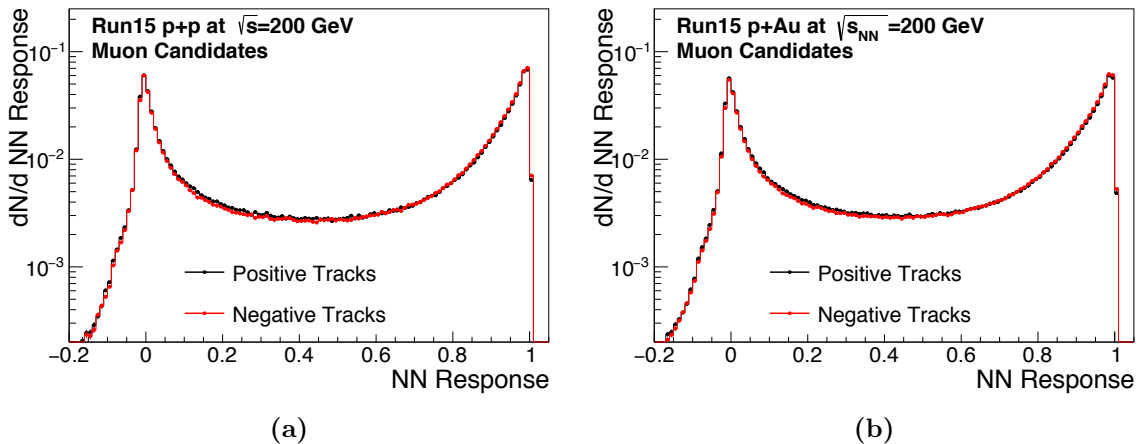 Run15 p+p at √s=200 GeV
Muon Candidates
dN/d NN Response
10⁻¹
10⁻²
10⁻³
Positive Tracks
Negative Tracks
−0.2 0 0.2 0.4 0.6 0.8 1
NN Response
(a)
Run15 p+Au at √s_NN =200 GeV
Muon Candidates
dN/d NN Response
10⁻¹
10⁻²
10⁻³
Positive Tracks
Negative Tracks
−0.2 0 0.2 0.4 0.6 0.8 1
NN Response
(b)